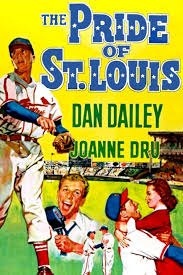 THE PRIDE
OF
ST. LOUIS
DAN DAILEY
JOANNE DRU